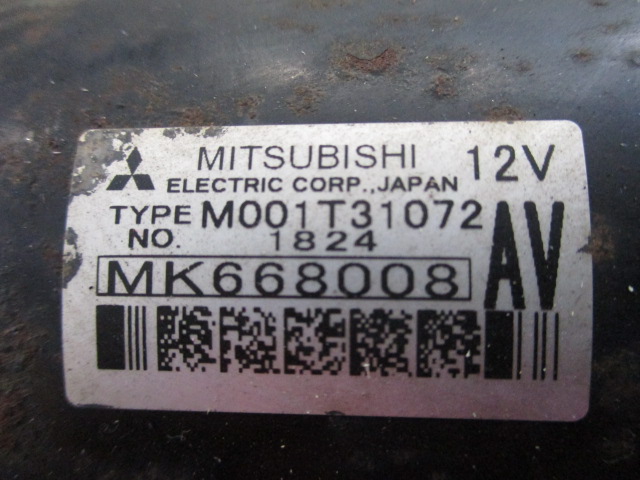 MITSUBISHI 12V
ELECTRIC CORP.,JAPAN
TYPE M001T31072 AV
NO. 1824
MK668008